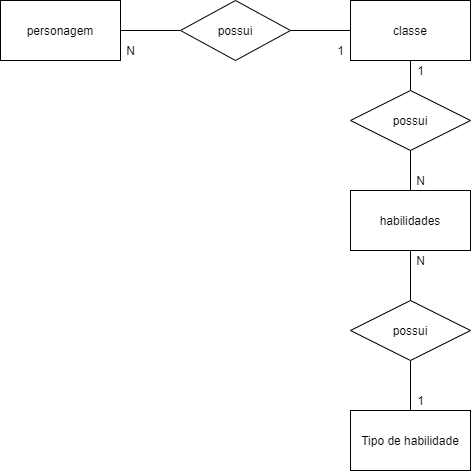 personagem
possui
classe
N
1
1
possui
N
habilidades
N
possui
1
Tipo de habilidade